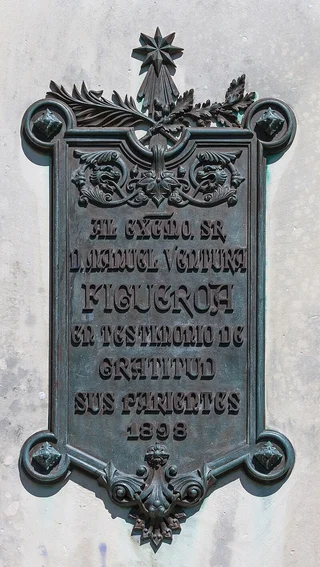 AL EXCMO. SR.
D. MANUEL VENTURA
FIGUEROA
EN TESTIMONIO DE
GRATITUD
SUS PARIENTES
1898